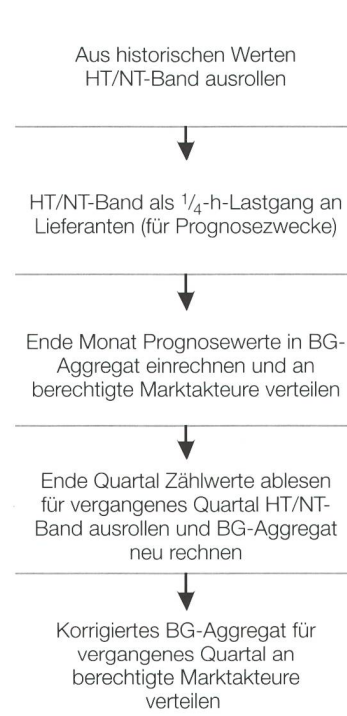 Aus historischen Werten
HT/NT-Band ausrollen
HT/NT-Band als 1/4-h-Lastgang an
Lieferanten (für Prognosezwecke)
Ende Monat Prognosewerte in BG-
Aggregat einrechnen und an
berechtigte Marktakteure verteilen
Ende Quartal Zählwerte ablesen
für vergangenes Quartal HT/NT-
Band ausrollen und BG-Aggregat
neu rechnen
Korrigiertes BG-Aggregat für
vergangenes Quartal an
berechtigte Marktakteure
verteilen